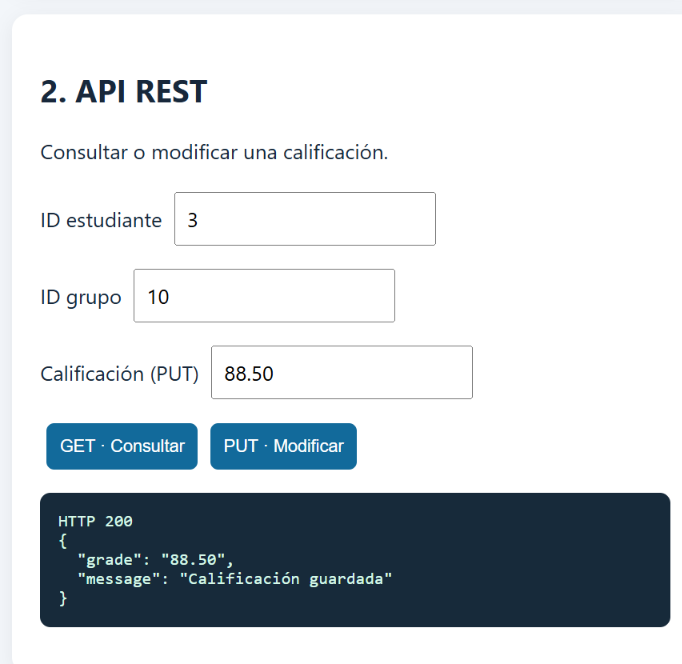 2. API REST
Consultar o modificar una calificación.
ID estudiante 3
ID grupo 10
Calificación (PUT) 88.50
GET · Consultar PUT · Modificar
HTTP 200
{
  "grade": "88.50",
  "message": "Calificación guardada"
}